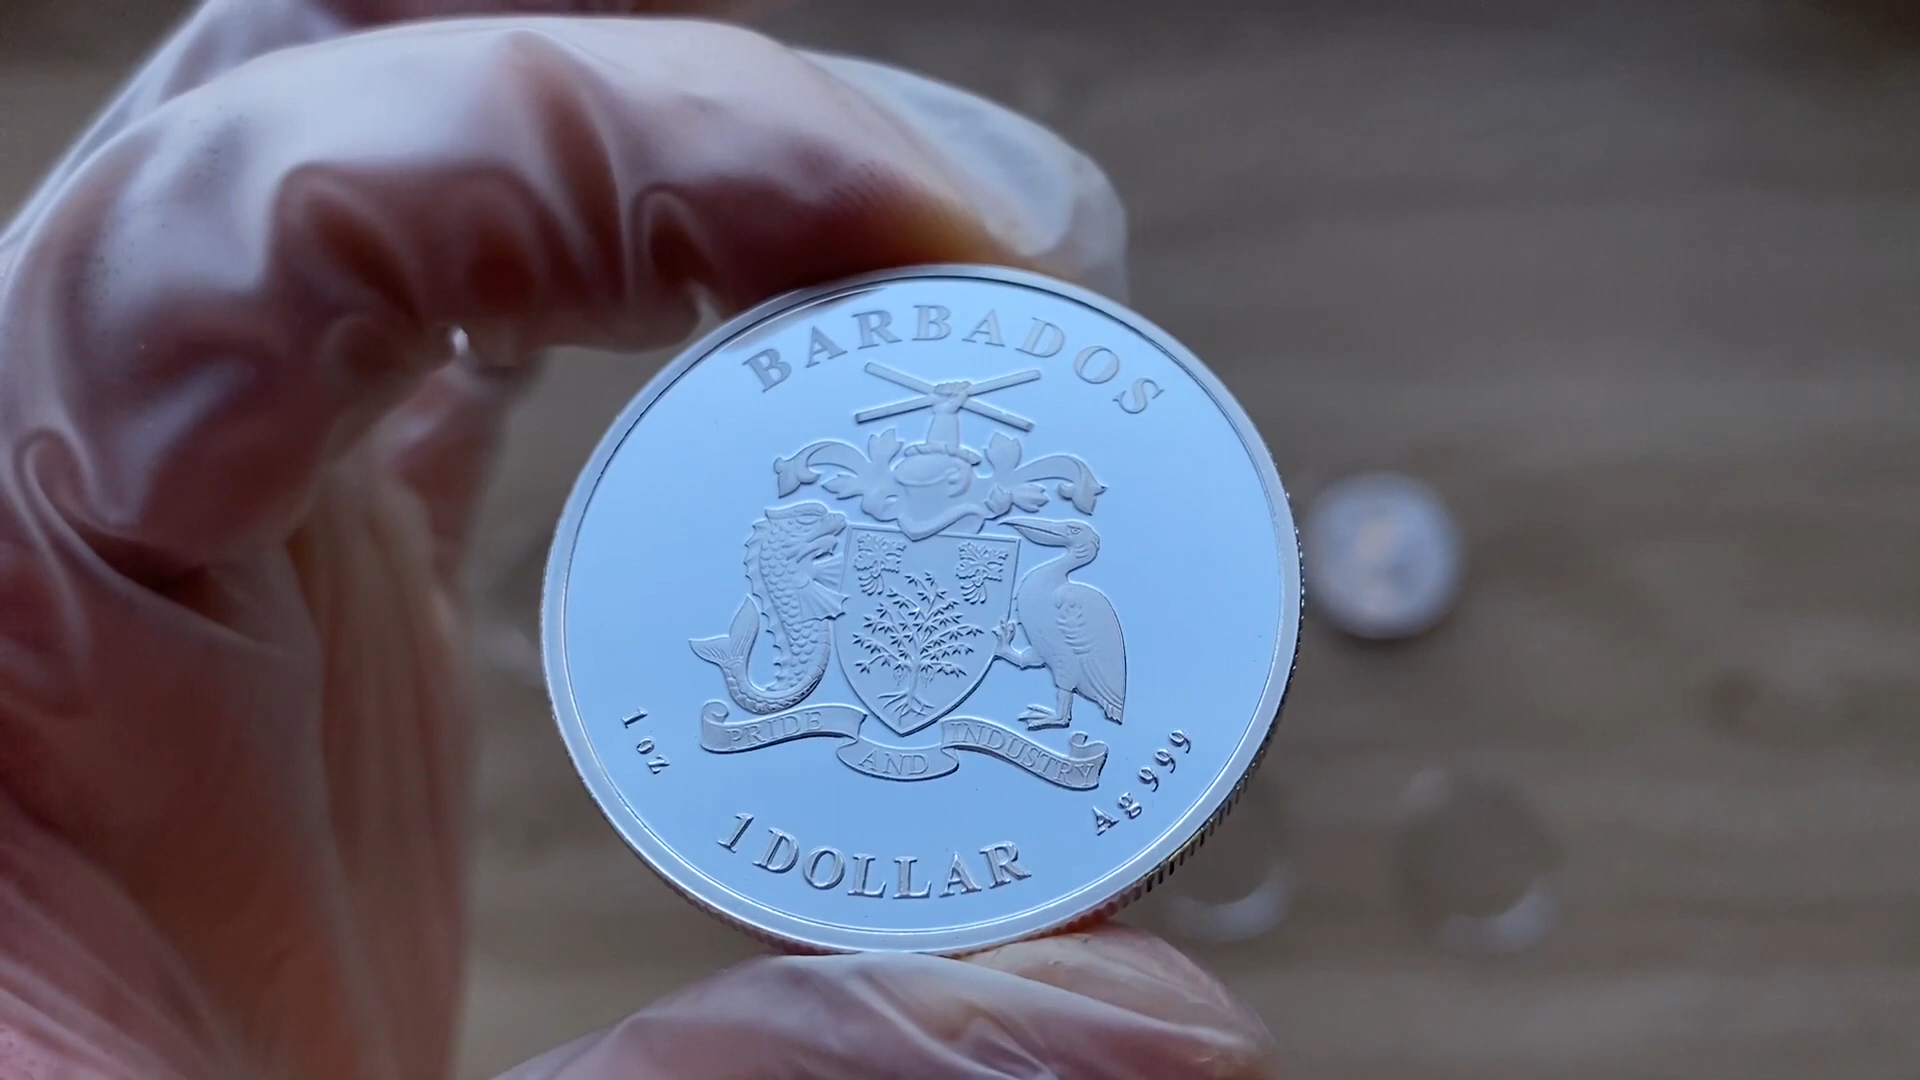 BARBADOS
PRIDE AND INDUSTRY
1 oz
Ag 999
1 DOLLAR